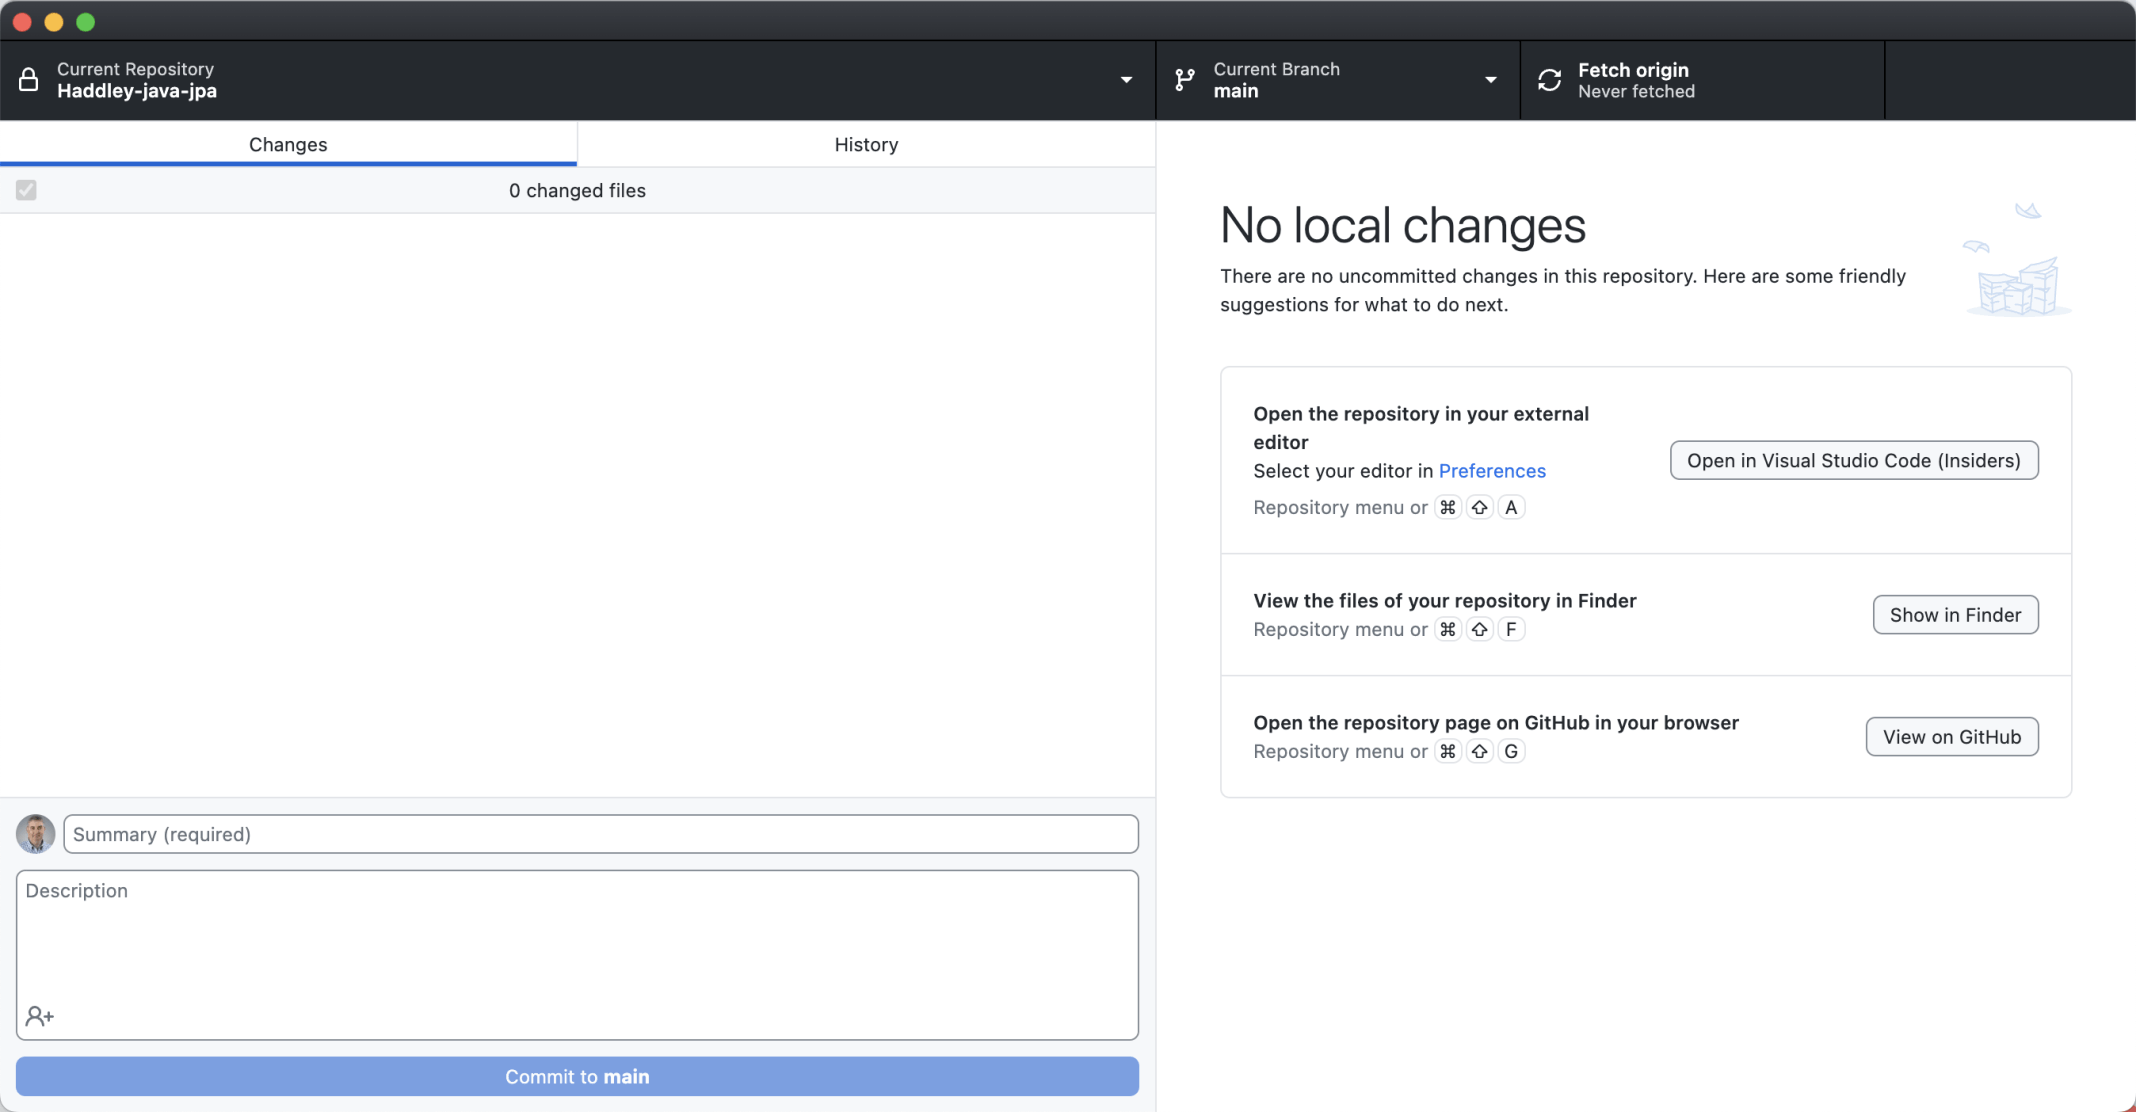 Current Repository
Haddley-java-jpa
Current Branch
main
Fetch origin
Never fetched
Changes
History
0 changed files
No local changes
There are no uncommitted changes in this repository. Here are some friendly
suggestions for what to do next.
Open the repository in your external
editor
Select your editor in Preferences
Repository menu or ⌘ ⇧ A
Open in Visual Studio Code (Insiders)
View the files of your repository in Finder
Repository menu or ⌘ ⇧ F
Show in Finder
Open the repository page on GitHub in your browser
Repository menu or ⌘ ⇧ G
View on GitHub
Summary (required)
Description
Commit to main